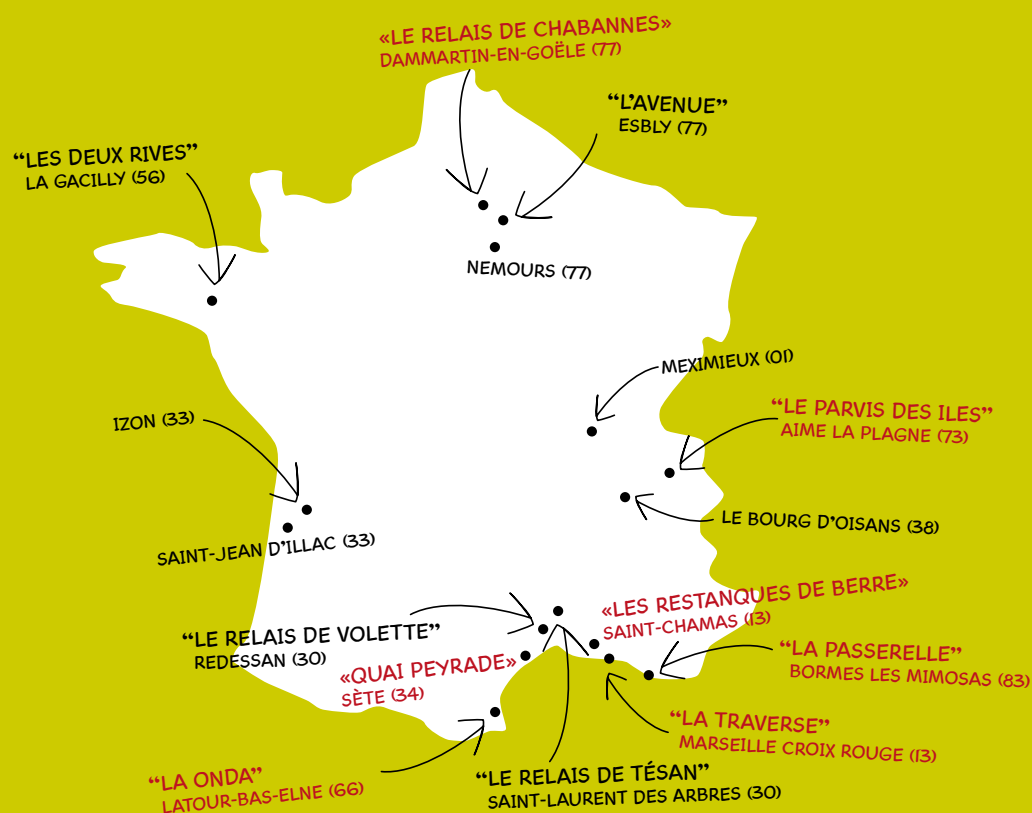 «LE RELAIS DE CHABANNES»
DAMMARTIN-EN-GOËLE (77)
“L’AVENUE”
ESBLY (77)
“LES DEUX RIVES”
LA GACILLY (56)
NEMOURS (77)
MEXIMIEUX (01)
IZON (33)
“LE PARVIS DES ILES”
AIME LA PLAGNE (73)
LE BOURG D’OISANS (38)
SAINT-JEAN D’ILLAC (33)
«LES RESTANQUES DE BERRE»
SAINT-CHAMAS (13)
“LE RELAIS DE VOLETTE”
REDESSAN (30)
“LA PASSERELLE”
BORMES LES MIMOSAS (83)
«QUAI PEYRADE»
SÈTE (34)
“LA TRAVERSE”
MARSEILLE CROIX ROUGE (13)
“LA ONDA”
LATOUR-BAS-ELNE (66)
“LE RELAIS DE TÉSAN”
SAINT-LAURENT DES ARBRES (30)